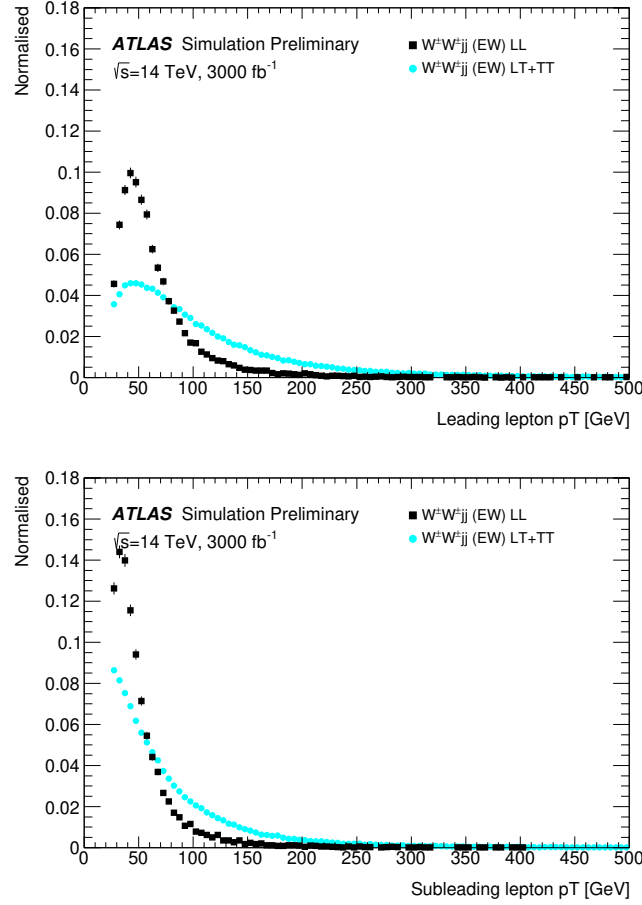 Normalised
0.18
0.16
0.14
0.12
0.1
0.08
0.06
0.04
0.02
0
ATLAS Simulation Preliminary
√s=14 TeV, 3000 fb⁻¹
W±W±jj (EW) LL
W±W±jj (EW) LT+TT
0 50 100 150 200 250 300 350 400 450 500
Leading lepton pT [GeV]
Normalised
0.18
0.16
0.14
0.12
0.1
0.08
0.06
0.04
0.02
0
ATLAS Simulation Preliminary
√s=14 TeV, 3000 fb⁻¹
W±W±jj (EW) LL
W±W±jj (EW) LT+TT
0 50 100 150 200 250 300 350 400 450 500
Subleading lepton pT [GeV]